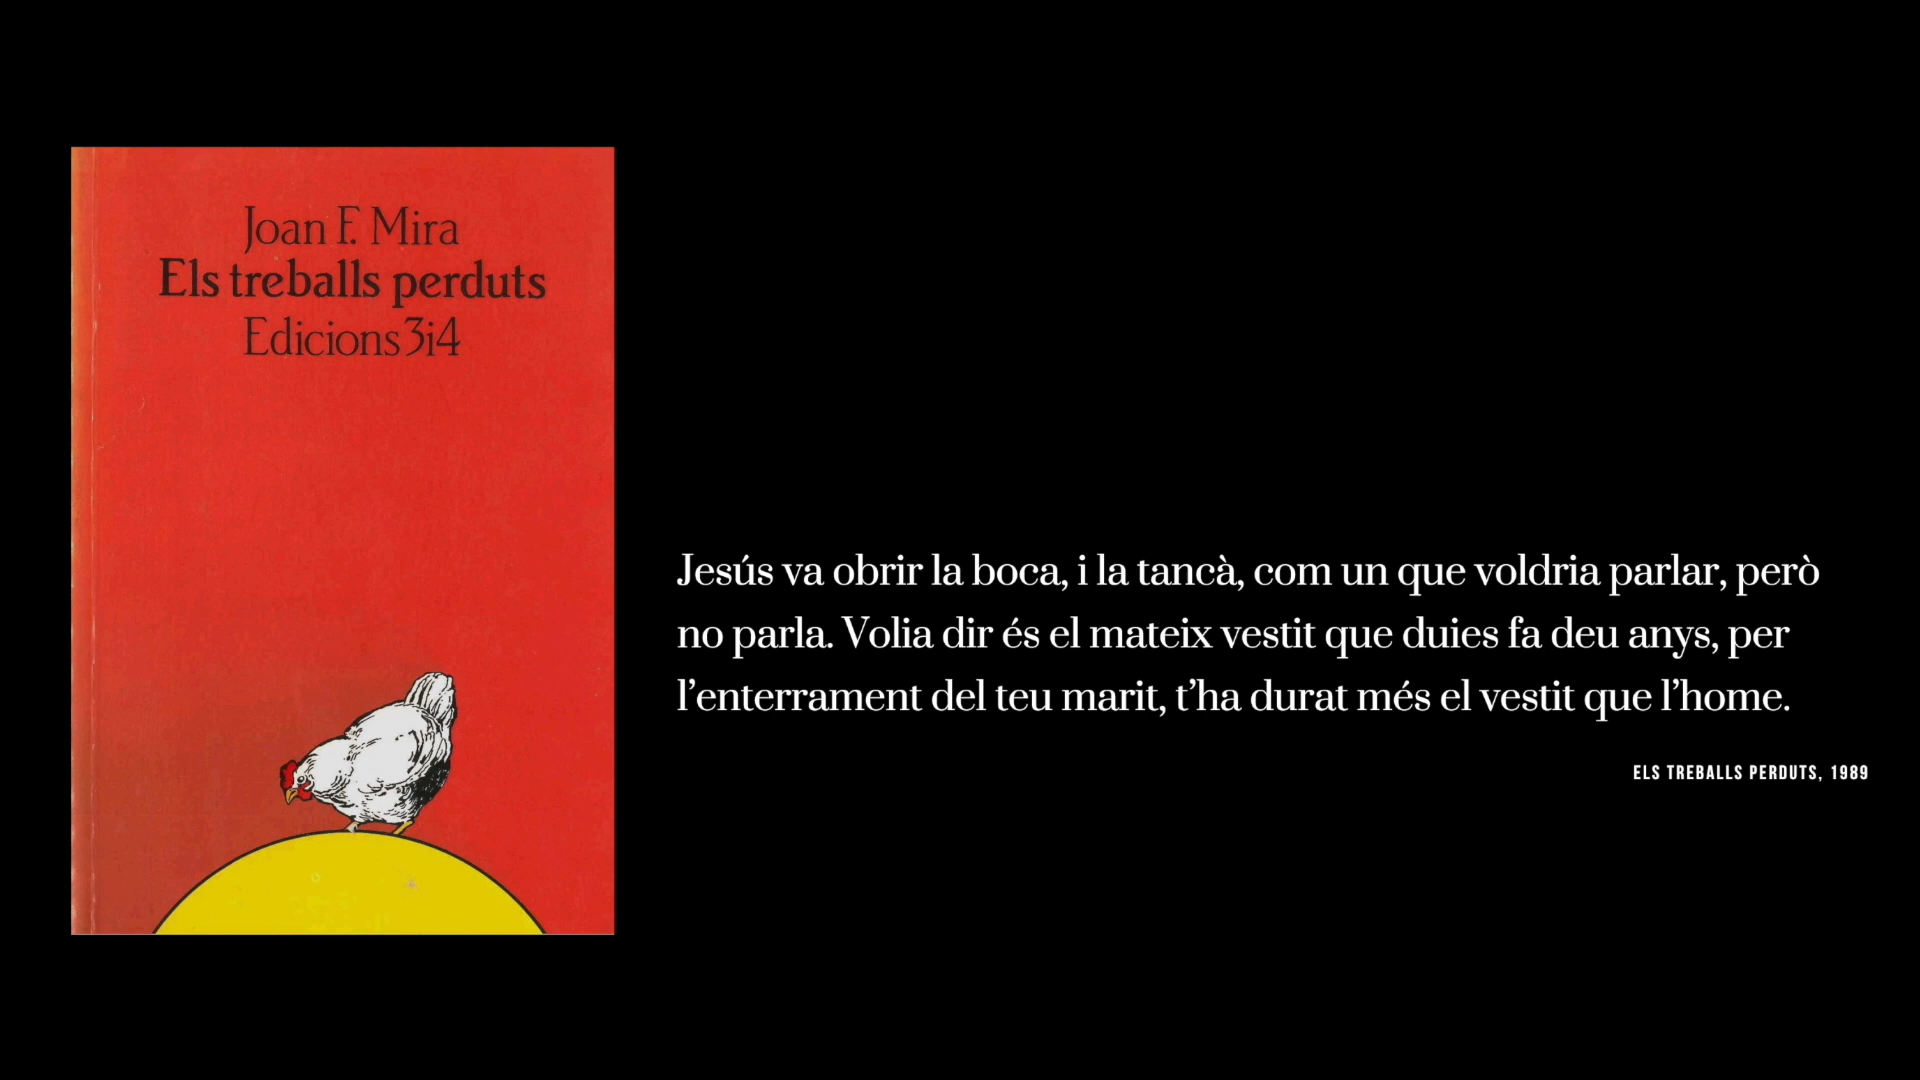 Joan F. Mira
Els treballs perduts
Edicions 3i4
Jesús va obrir la boca, i la tancà, com un que voldria parlar, però
no parla. Volia dir és el mateix vestit que duies fa deu anys, per
l’enterrament del teu marit, t’ha durat més el vestit que l’home.
ELS TREBALLS PERDUTS, 1989